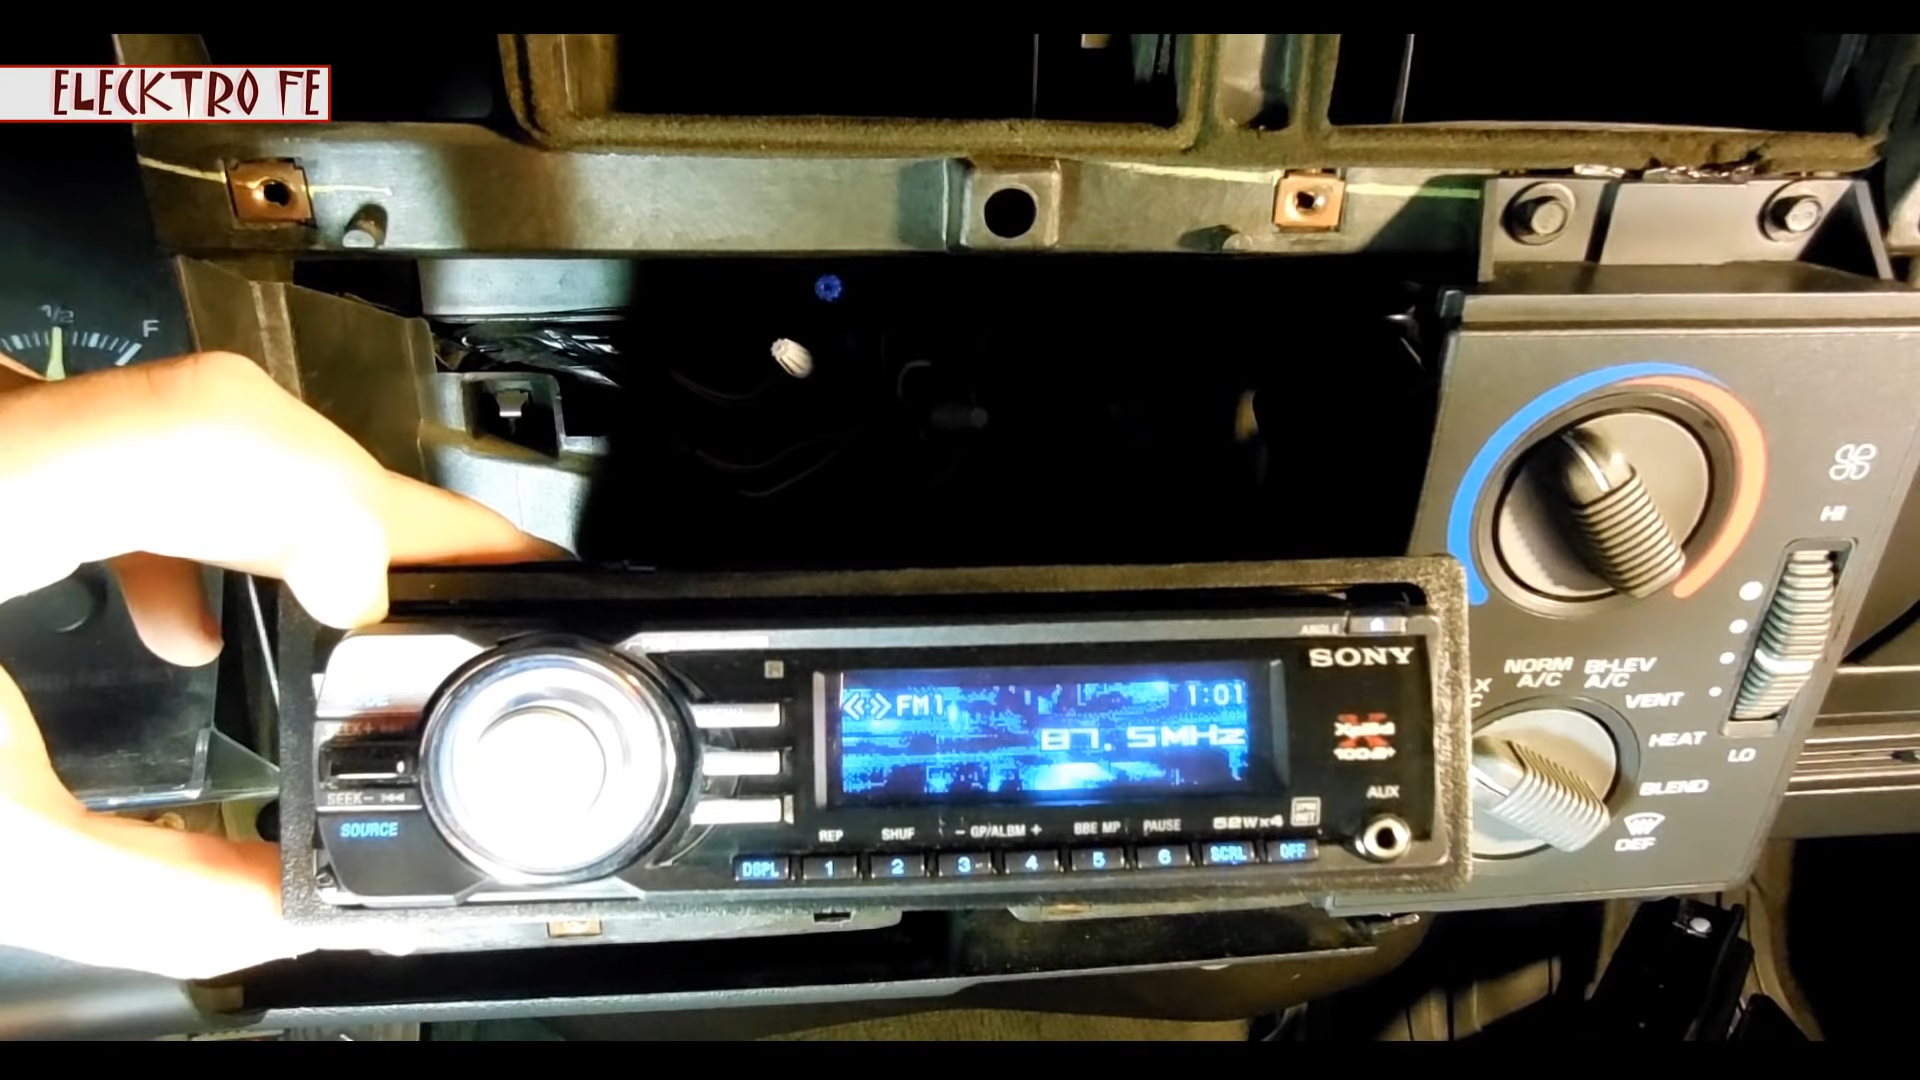 ELECKTRO FE
1/2
F
HI
ANGLE
SONY
FM1
1:01
87.5MHz
Xplod
100dB+
NORM A/C
BI-LEV A/C
VENT
HEAT
LO
BLEND
DEF
SEEK-
SOURCE
AUX
REP SHUF - GP/ALBM + BBE MP PAUSE 52Wx4
DSPL 1 2 3 4 5 6 SCRL OFF